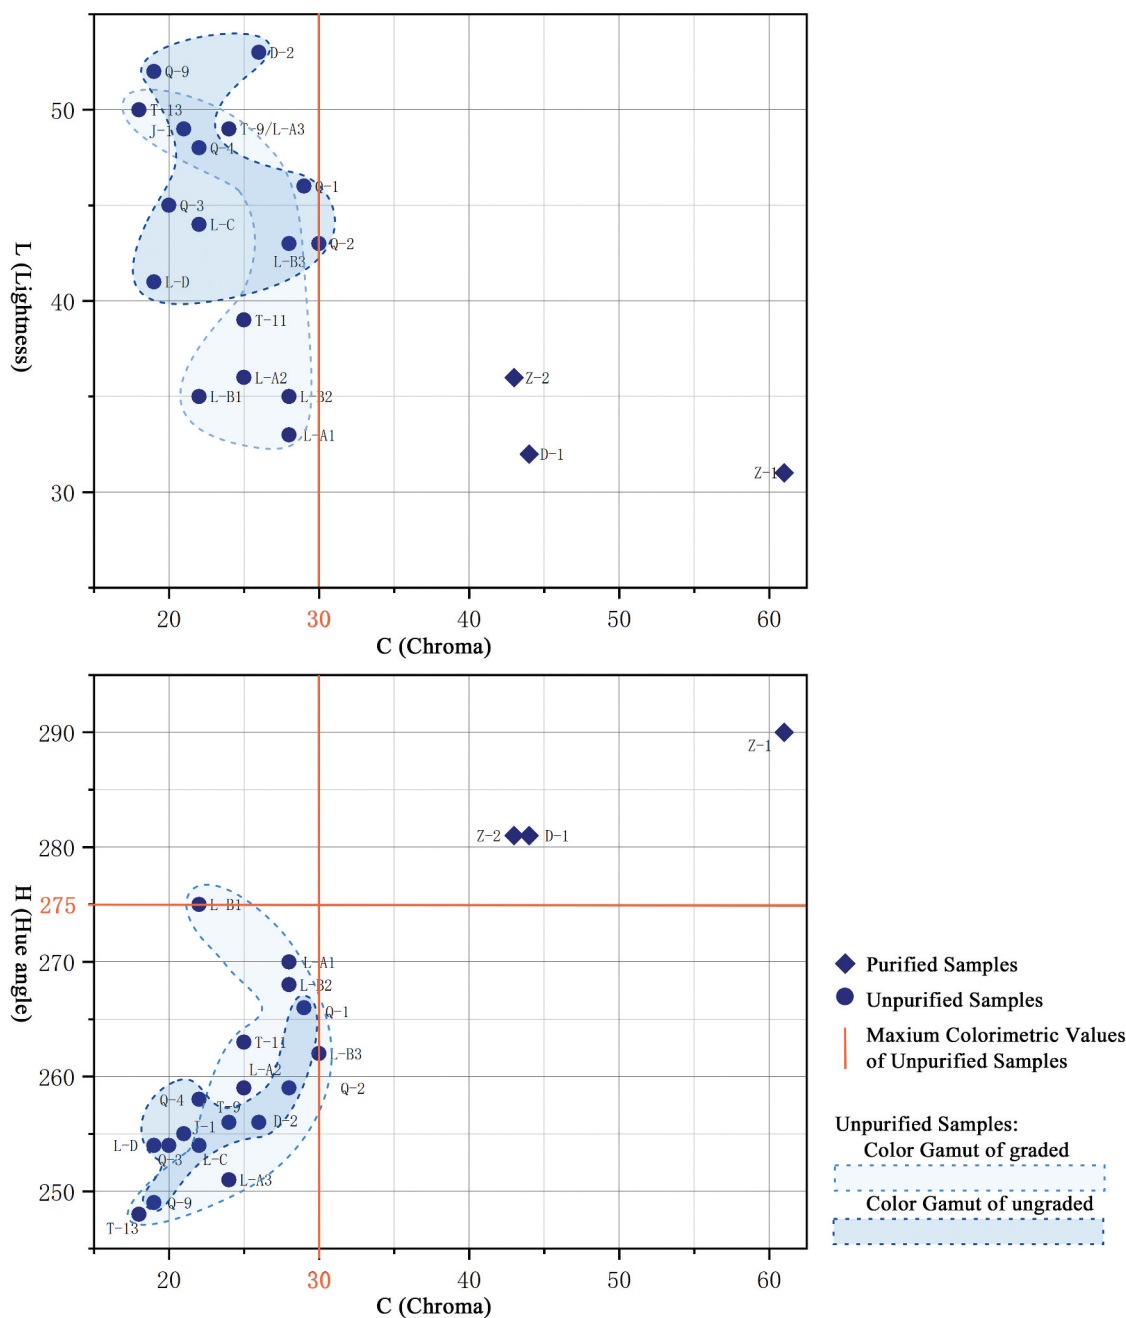 50
40
30
L (Lightness)
D-2
Q-9
T-13
J-1
T-9/L-A3
Q-4
Q-1
Q-3
L-C
Q-2
L-B3
L-D
T-11
L-A2
Z-2
L-B1
L-B2
L-A1
D-1
Z-1
20
30
40
50
60
C (Chroma)
290
280
275
270
260
250
H (Hue angle)
Z-1
Z-2
D-1
L-B1
L-A1
L-B2
Q-1
T-11
L-B3
L-A2
Q-2
Q-4
T-9
D-2
J-1
L-D
Q-3
L-C
L-A3
Q-9
T-13
20
30
40
50
60
C (Chroma)
Purified Samples
Unpurified Samples
Maxium Colorimetric Values
of Unpurified Samples
Unpurified Samples:
Color Gamut of graded
Color Gamut of ungraded